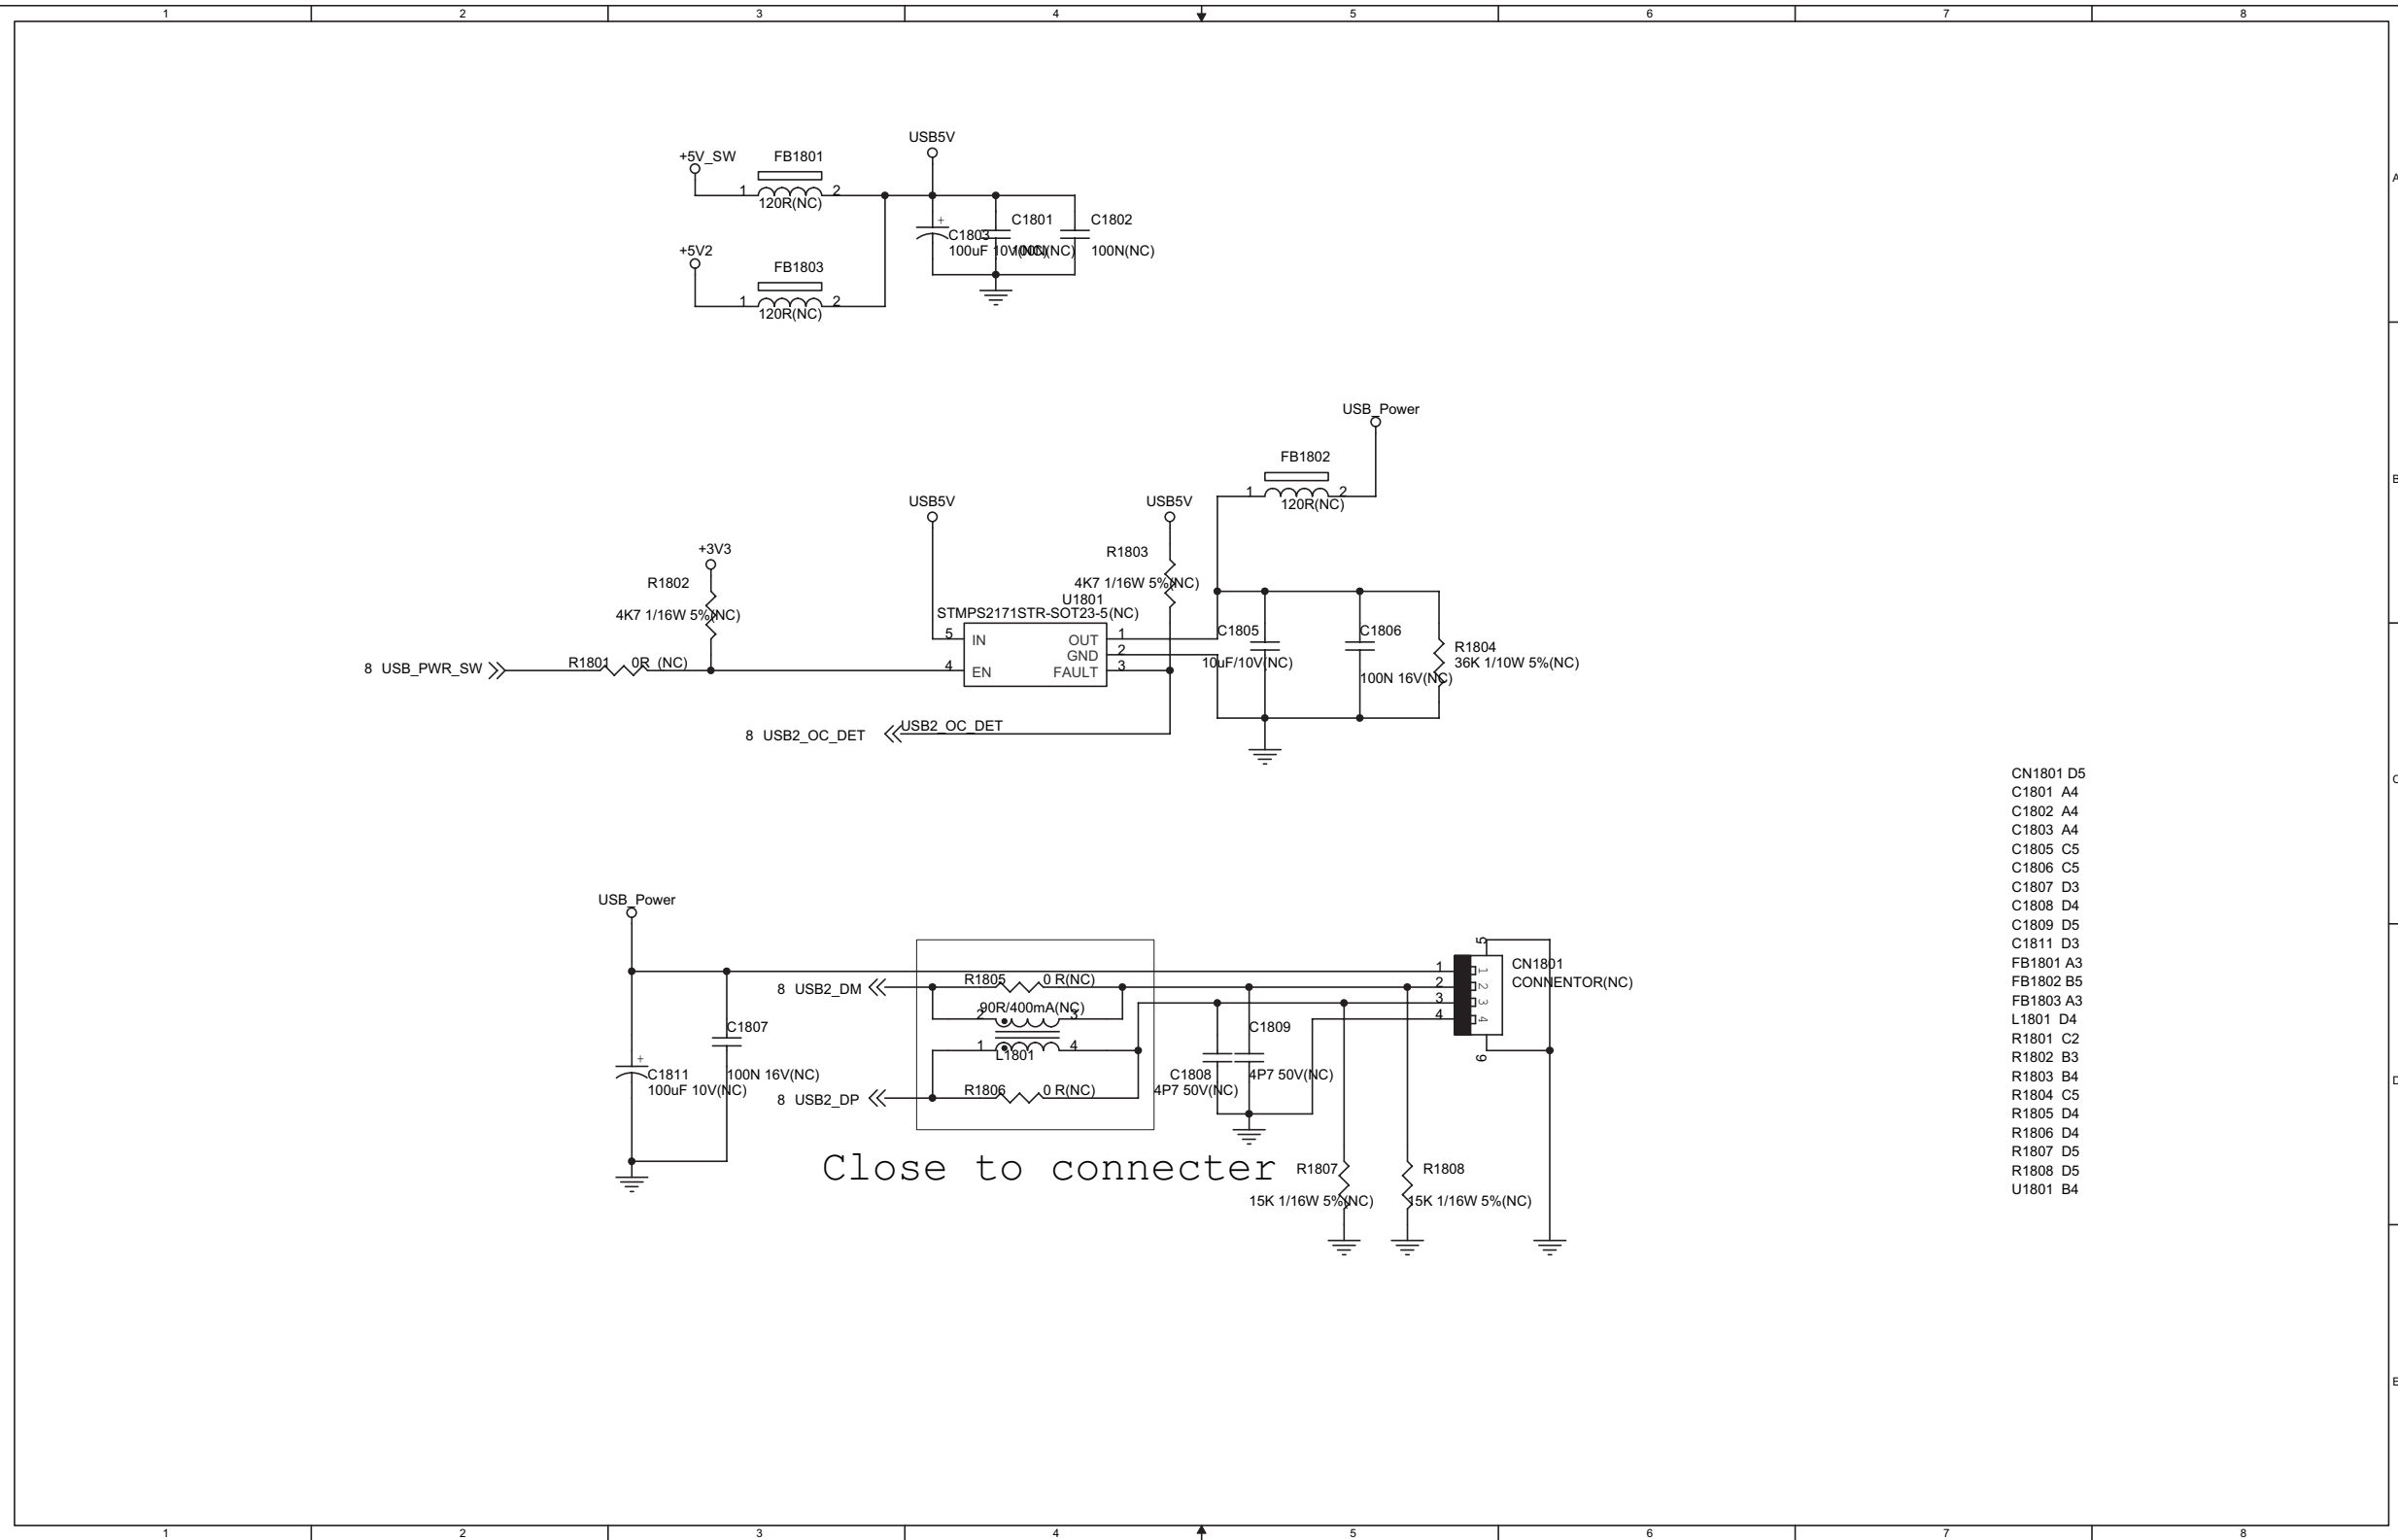 1 2 3 4 5 6 7 8
A
B
C
D
E
USB5V
+5V_SW
FB1801
1 2
120R(NC)
C1801
C1802
C1803
100uF 10V(NC)
100N(NC)
100N(NC)
+5V2
FB1803
1 2
120R(NC)
USB_Power
FB1802
1 2
120R(NC)
USB5V
USB5V
+3V3
R1803
4K7 1/16W 5%(NC)
R1802
4K7 1/16W 5%(NC)
U1801
STMPS2171STR-SOT23-5(NC)
5 IN OUT 1
GND 2
4 EN FAULT 3
C1805
10uF/10V(NC)
C1806
100N 16V(NC)
R1804
36K 1/10W 5%(NC)
8 USB_PWR_SW
R1801 0R (NC)
8 USB2_OC_DET
USB2_OC_DET
CN1801 D5
C1801 A4
C1802 A4
C1803 A4
C1805 C5
C1806 C5
C1807 D3
C1808 D4
C1809 D5
C1811 D3
FB1801 A3
FB1802 B5
FB1803 A3
L1801 D4
R1801 C2
R1802 B3
R1803 B4
R1804 C5
R1805 D4
R1806 D4
R1807 D5
R1808 D5
U1801 B4
USB_Power
8 USB2_DM
R1805 0 R(NC)
90R/400mA(NC)
2 3
1 4
L1801
8 USB2_DP
R1806 0 R(NC)
C1807
100N 16V(NC)
C1811
100uF 10V(NC)
C1809
4P7 50V(NC)
C1808
4P7 50V(NC)
1
2
3
4
5
6
1
2
3
4
CN1801
CONNENTOR(NC)
Close to connecter
R1807
15K 1/16W 5%(NC)
R1808
15K 1/16W 5%(NC)
1 2 3 4 5 6 7 8